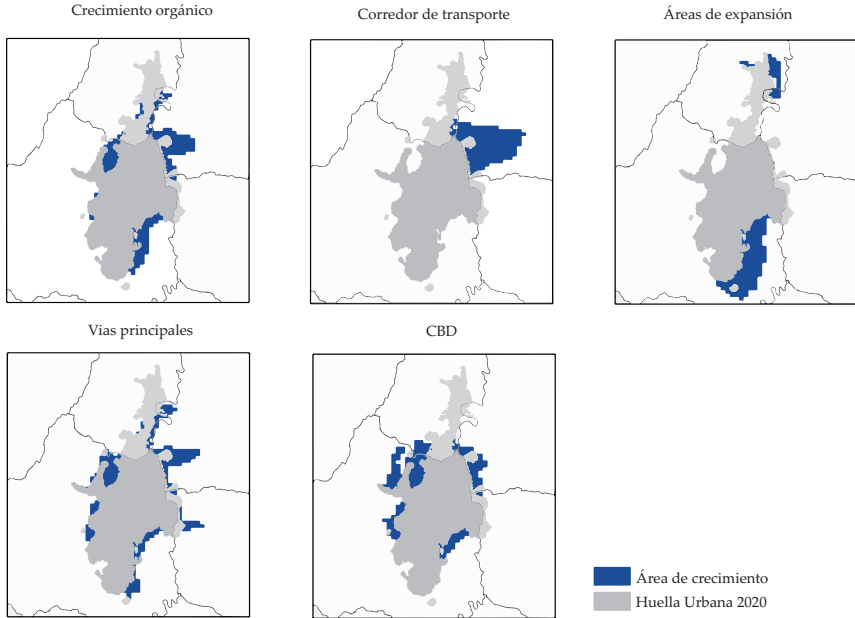 Crecimiento orgánico
Corredor de transporte
Áreas de expansión
Vias principales
CBD
Área de crecimiento
Huella Urbana 2020